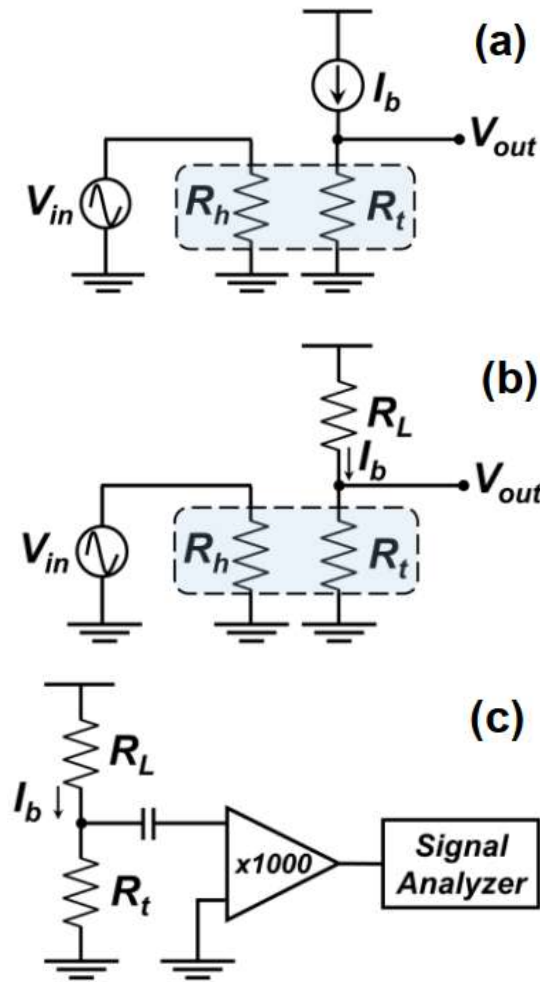 (a)
I_b
V_out
V_in
R_h
R_t
(b)
R_L
I_b
V_out
V_in
R_h
R_t
(c)
R_L
I_b
x1000
Signal
Analyzer
R_t